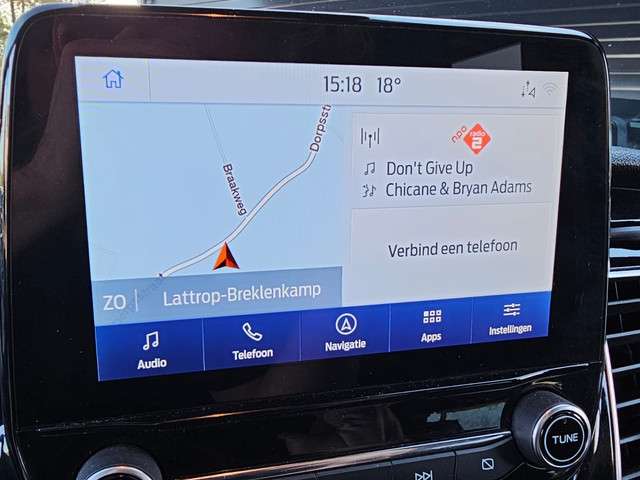 15:18 18°
Dorpsstr
Braakweg
npo radio 2
Don't Give Up
Chicane & Bryan Adams
Verbind een telefoon
ZO Lattrop-Breklenkamp
Audio
Telefoon
Navigatie
Apps
Instellingen
TUNE